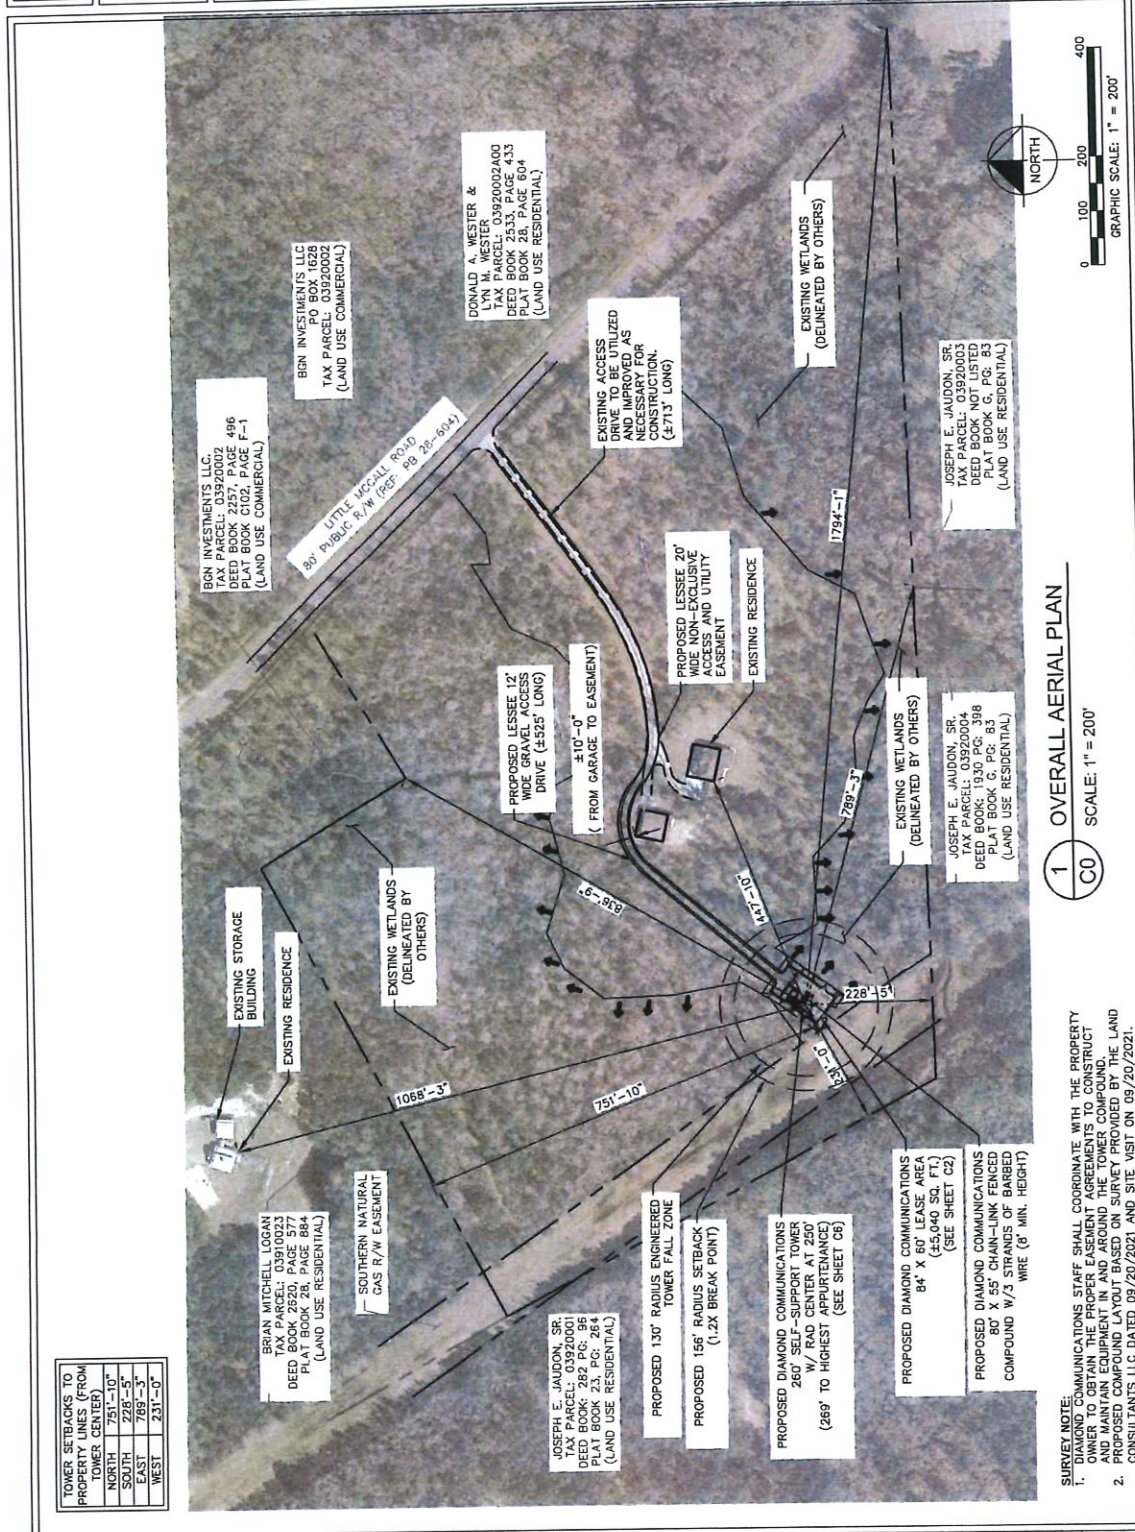 TOWER SETBACKS TO
PROPERTY LINES (FROM
TOWER CENTER)
NORTH 751'-10"
SOUTH 228'-5"
EAST 789'-3"
WEST 231'-0"
EXISTING STORAGE
BUILDING
EXISTING RESIDENCE
BRIAN MITCHELL LOGAN
TAX PARCEL: 03910023
DEED BOOK 2620, PAGE 577
PLAT BOOK 28, PAGE 884
(LAND USE RESIDENTIAL)
SOUTHERN NATURAL
GAS R/W EASEMENT
EXISTING WETLANDS
(DELINEATED BY
OTHERS)
BGN INVESTMENTS LLC.
TAX PARCEL: 03920002
DEED BOOK 2257, PAGE 496
PLAT BOOK C102, PAGE F-1
(LAND USE COMMERCIAL)
BGN INVESTMENTS LLC
PO BOX 1628
TAX PARCEL: 03920002
(LAND USE COMMERCIAL)
LITTLE MCCALL ROAD
80' PUBLIC R/W (REF: PB 28-604)
DONALD A. WESTER &
LYN M. WESTER
TAX PARCEL: 03920002A00
DEED BOOK 2533, PAGE 433
PLAT BOOK 28, PAGE 604
(LAND USE RESIDENTIAL)
PROPOSED LESSEE 12'
WIDE GRAVEL ACCESS
DRIVE (±525' LONG)
±10'-0"
( FROM GARAGE TO EASEMENT)
EXISTING ACCESS
DRIVE TO BE UTILIZED
AND IMPROVED AS
NECESSARY FOR
CONSTRUCTION.
(±713' LONG)
PROPOSED LESSEE 20'
WIDE NON-EXCLUSIVE
ACCESS AND UTILITY
EASEMENT
EXISTING RESIDENCE
EXISTING WETLANDS
(DELINEATED BY OTHERS)
1068'-3"
751'-10"
836'-9"
447'-10"
1794'-1"
789'-3"
228'-5"
231'-0"
JOSEPH E. JAUDON, SR.
TAX PARCEL: 03920001
DEED BOOK: 282 PG: 96
PLAT BOOK 23, PG: 264
(LAND USE RESIDENTIAL)
PROPOSED 130' RADIUS ENGINEERED
TOWER FALL ZONE
PROPOSED 156' RADIUS SETBACK
(1.2X BREAK POINT)
PROPOSED DIAMOND COMMUNICATIONS
260' SELF-SUPPORT TOWER
W/ RAD CENTER AT 250'
(269' TO HIGHEST APPURTENANCE)
(SEE SHEET C6)
PROPOSED DIAMOND COMMUNICATIONS
84' X 60' LEASE AREA
(±5,040 SQ. FT.)
(SEE SHEET C2)
PROPOSED DIAMOND COMMUNICATIONS
80' X 55' CHAIN-LINK FENCED
COMPOUND W/3 STRANDS OF BARBED
WIRE (8' MIN. HEIGHT)
EXISTING WETLANDS
(DELINEATED BY OTHERS)
JOSEPH E. JAUDON, SR.
TAX PARCEL: 03920004
DEED BOOK: 1930 PG: 398
PLAT BOOK G, PG: 83
(LAND USE RESIDENTIAL)
JOSEPH E. JAUDON, SR.
TAX PARCEL: 03920003
DEED BOOK NOT LISTED
PLAT BOOK G, PG: 83
(LAND USE RESIDENTIAL)
NORTH
SURVEY NOTE:
1. DIAMOND COMMUNICATIONS STAFF SHALL COORDINATE WITH THE PROPERTY
OWNER TO OBTAIN THE PROPER EASEMENT AGREEMENTS TO CONSTRUCT
AND MAINTAIN EQUIPMENT IN AND AROUND THE TOWER COMPOUND.
2. PROPOSED COMPOUND LAYOUT BASED ON SURVEY PROVIDED BY THE LAND
CONSULTANTS LLC DATED 09/20/2021 AND SITE VISIT ON 09/20/2021.
1
C0
OVERALL AERIAL PLAN
SCALE: 1" = 200'
0 100 200 400
GRAPHIC SCALE: 1" = 200'